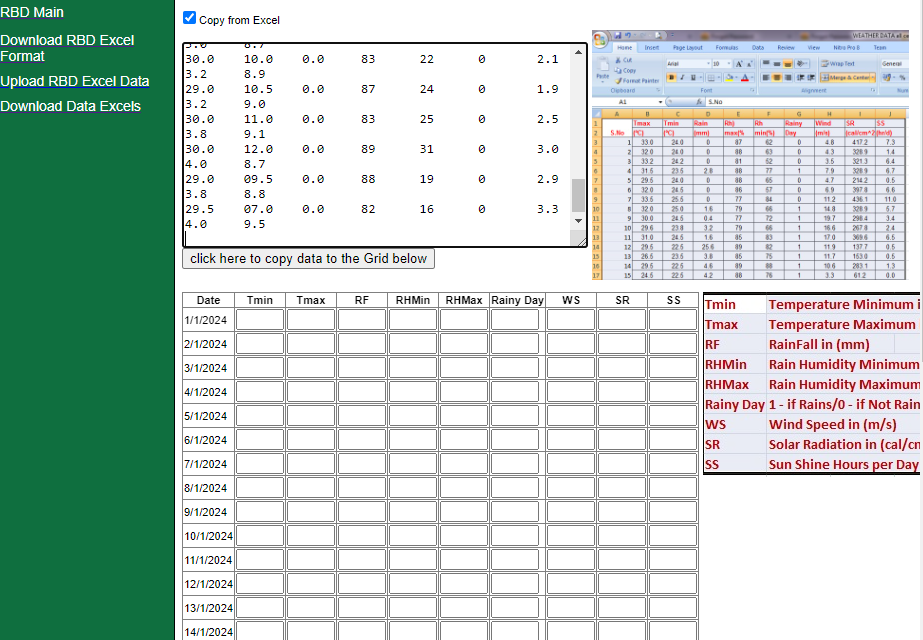 RBD Main
Download RBD Excel
Format
Upload RBD Excel Data
Download Data Excels
Copy from Excel
3.0 8.7
30.0 10.0 0.0 83 22 0 2.1
3.2 8.9
29.0 10.5 0.0 87 24 0 1.9
3.2 9.0
30.0 11.0 0.0 83 25 0 2.5
3.8 9.1
30.0 12.0 0.0 89 31 0 3.0
4.0 8.7
29.0 09.5 0.0 88 19 0 2.9
3.8 8.8
29.5 07.0 0.0 82 16 0 3.3
4.0 9.5
click here to copy data to the Grid below
WEATHER DATA
Home Insert Page Layout Formulas Data Review View Nitro Pro 8 Team
Cut
Copy
Format Painter
Paste
Clipboard
Arial 10
Font
Wrap Text
Merge & Center
Alignment
General
A1 S.No
A B C D E F G H I J
1 Tmax Tmin Rain Rhj Rh Rainy Wind SR SS
2 S.No (°C) (°C) (mm) max(% min(%) Day (m/s) (cal/cm^2 (hr/d)
3 1 33.0 24.0 0 87 62 0 4.8 417.2 7.3
4 2 32.0 24.0 0 88 63 0 4.3 328.9 1.4
5 3 33.2 24.2 0 81 52 0 3.5 321.3 6.4
6 4 31.5 23.5 2.8 88 77 1 7.9 328.9 6.7
7 5 29.5 24.0 0 88 65 0 4.7 214.2 0.5
8 6 32.0 24.5 0 86 57 0 6.9 397.8 6.6
9 7 33.5 25.5 0 77 84 0 11.2 436.1 11.0
10 8 32.0 25.0 1.6 79 66 1 14.8 328.9 5.7
11 9 30.0 24.5 0.4 77 72 1 19.7 298.4 3.4
12 10 29.6 23.8 3.2 79 66 1 16.6 267.8 2.4
13 11 31.0 24.5 1.6 85 83 1 17.0 369.6 6.5
14 12 29.5 22.5 25.6 89 82 1 11.9 137.7 0.5
15 13 26.5 23.5 3.8 85 75 1 11.7 153.0 0.5
16 14 29.5 22.5 4.6 89 88 1 10.6 283.1 1.3
17 15 24.5 22.5 4.2 88 76 1 3.3 61.2 0.0
Date Tmin Tmax RF RHMin RHMax Rainy Day WS SR SS
1/1/2024
2/1/2024
3/1/2024
4/1/2024
5/1/2024
6/1/2024
7/1/2024
8/1/2024
9/1/2024
10/1/2024
11/1/2024
12/1/2024
13/1/2024
14/1/2024
Tmin Temperature Minimum i
Tmax Temperature Maximum
RF RainFall in (mm)
RHMin Rain Humidity Minimum
RHMax Rain Humidity Maximum
Rainy Day 1 - if Rains/0 - if Not Rain
WS Wind Speed in (m/s)
SR Solar Radiation in (cal/cm
SS Sun Shine Hours per Day